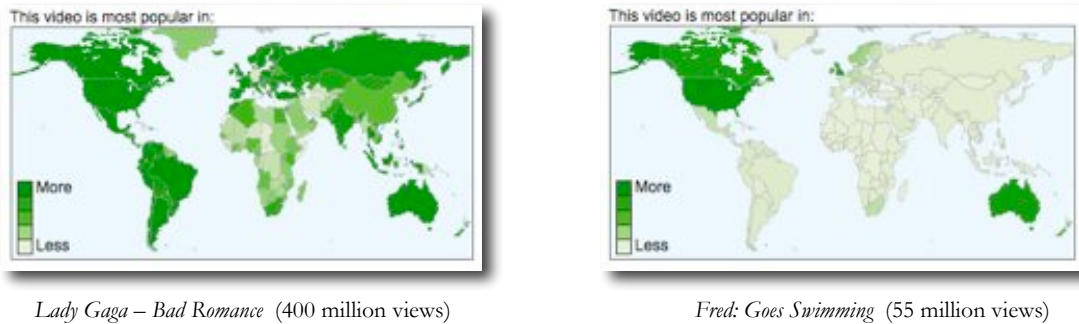 This video is most popular in:
More
Less
Lady Gaga – Bad Romance (400 million views)
This video is most popular in:
More
Less
Fred: Goes Swimming (55 million views)